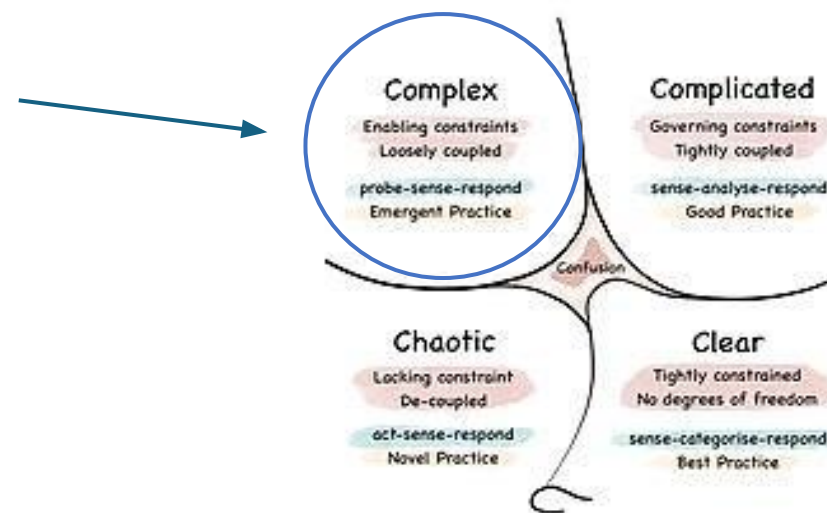 Complex
Enabling constraints
Loosely coupled
probe-sense-respond
Emergent Practice
Complicated
Governing constraints
Tightly coupled
sense-analyse-respond
Good Practice
Confusion
Chaotic
Lacking constraint
De-coupled
act-sense-respond
Novel Practice
Clear
Tightly constrained
No degrees of freedom
sense-categorise-respond
Best Practice